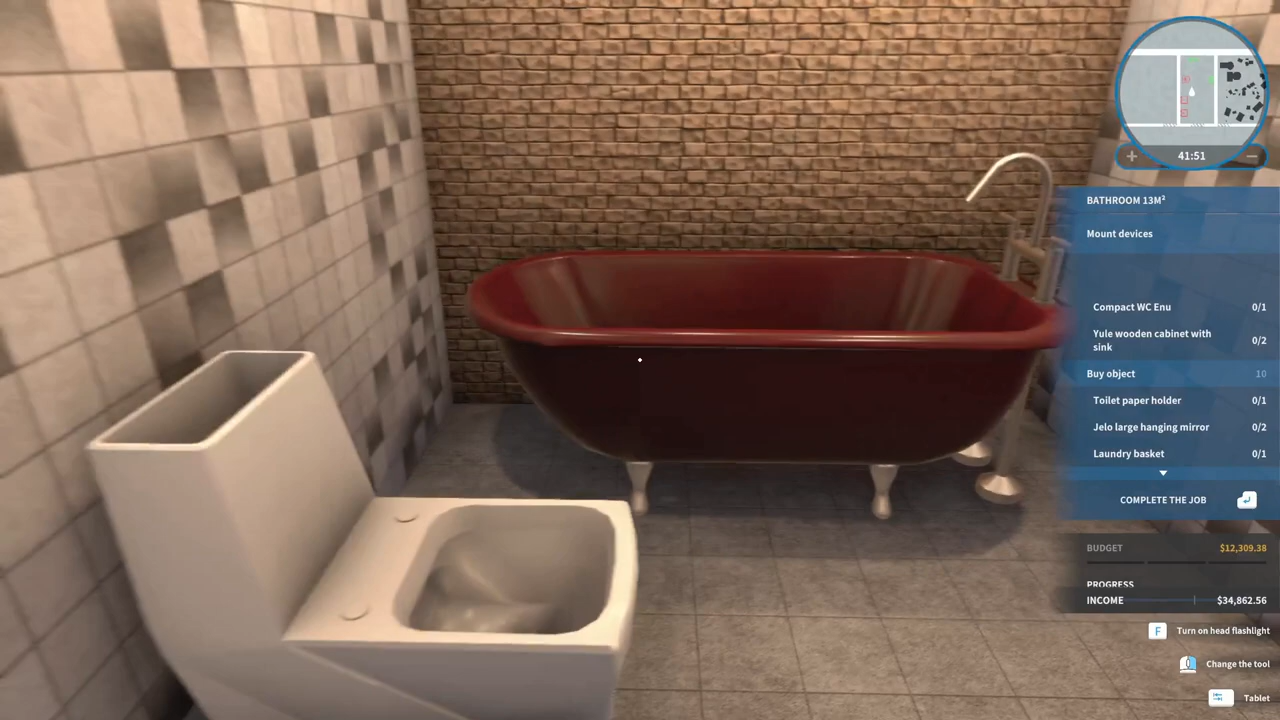 41:51
BATHROOM 13M²
Mount devices
Compact WC Enu 0/1
Yule wooden cabinet with
sink 0/2
Buy object 10
Toilet paper holder 0/1
Jelo large hanging mirror 0/2
Laundry basket 0/1
COMPLETE THE JOB
BUDGET $12,309.38
PROGRESS
INCOME $34,862.56
F Turn on head flashlight
Change the tool
Tablet